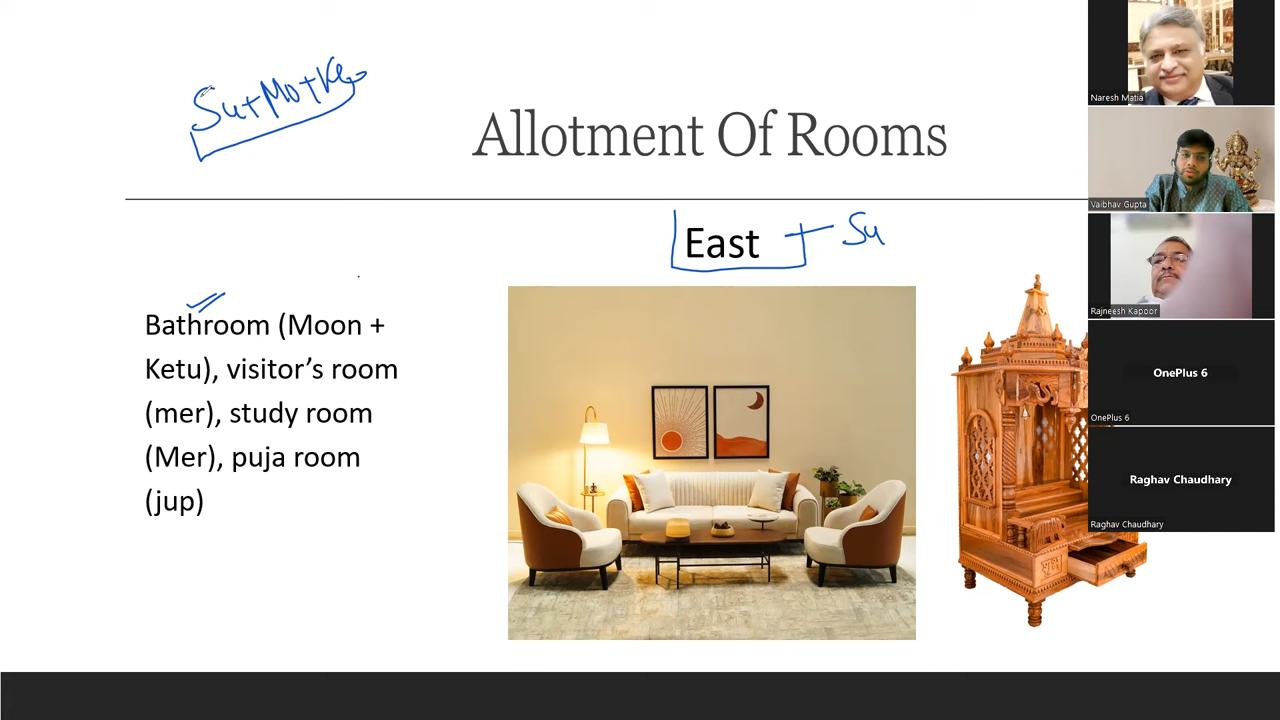 Su+Mo+Ke
Allotment Of Rooms
East + Su
Bathroom (Moon +
Ketu), visitor’s room
(mer), study room
(Mer), puja room
(jup)
Naresh Matia
Vaibhav Gupta
Rajneesh Kapoor
OnePlus 6
OnePlus 6
Raghav Chaudhary
Raghav Chaudhary